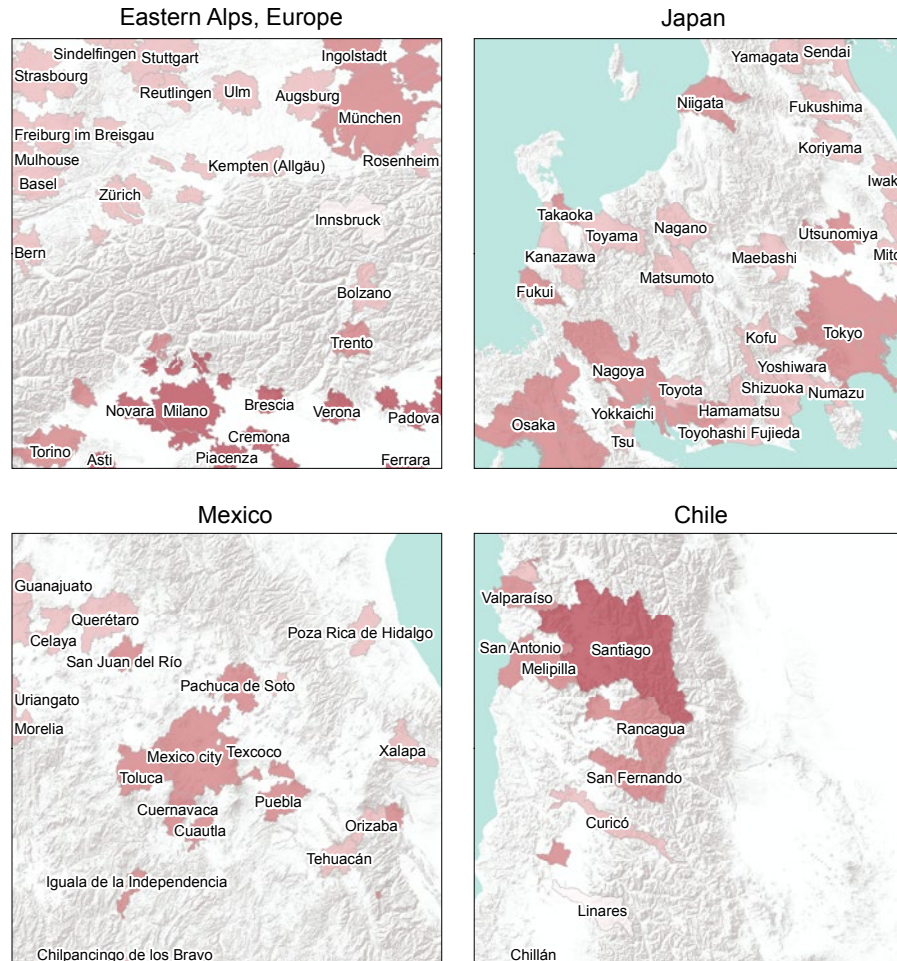 Eastern Alps, Europe
Sindelfingen
Stuttgart
Ingolstadt
Strasbourg
Reutlingen
Ulm
Augsburg
München
Freiburg im Breisgau
Mulhouse
Kempten (Allgäu)
Rosenheim
Basel
Zürich
Innsbruck
Bern
Bolzano
Trento
Novara
Milano
Brescia
Verona
Padova
Cremona
Torino
Asti
Piacenza
Ferrara
Japan
Yamagata
Sendai
Niigata
Fukushima
Koriyama
Iwak
Takaoka
Toyama
Nagano
Utsunomiya
Kanazawa
Maebashi
Mito
Fukui
Matsumoto
Kofu
Tokyo
Nagoya
Yoshiwara
Toyota
Shizuoka
Numazu
Yokkaichi
Hamamatsu
Osaka
Tsu
Toyohashi
Fujieda
Mexico
Guanajuato
Querétaro
Celaya
Poza Rica de Hidalgo
San Juan del Río
Pachuca de Soto
Uriangato
Morelia
Mexico city
Texcoco
Xalapa
Toluca
Puebla
Cuernavaca
Cuautla
Orizaba
Tehuacán
Iguala de la Independencia
Chilpancingo de los Bravo
Chile
Valparaíso
San Antonio
Santiago
Melipilla
Rancagua
San Fernando
Curicó
Linares
Chillán